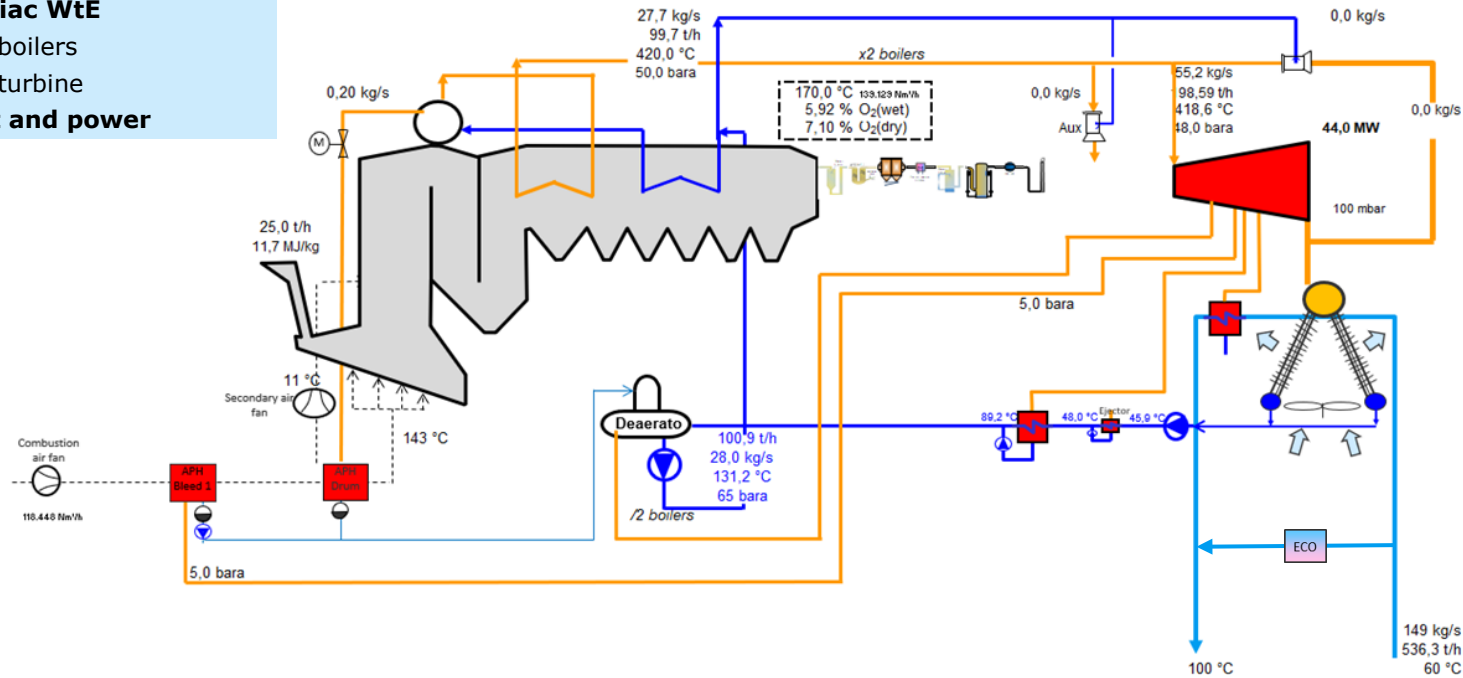 iac WtE
boilers
turbine
and power
27,7 kg/s
99,7 t/h
420,0 °C
50,0 bara
x2 boilers
0,0 kg/s
0,20 kg/s
M
170,0 °C 139,129 Nm³/h
5,92 % O₂(wet)
7,10 % O₂(dry)
0,0 kg/s
Aux
55,2 kg/s
98,59 t/h
418,6 °C
48,0 bara
44,0 MW
0,0 kg/s
100 mbar
25,0 t/h
11,7 MJ/kg
5,0 bara
11 °C
Secondary air
fan
143 °C
Combustion
air fan
118.448 Nm³/h
APH
Bleed 1
APH
Drum
Deaerato
100,9 t/h
28,0 kg/s
131,2 °C
65 bara
/2 boilers
89,2 °C
48,0 °C
Ejector
45,9 °C
5,0 bara
ECO
100 °C
149 kg/s
536,3 t/h
60 °C